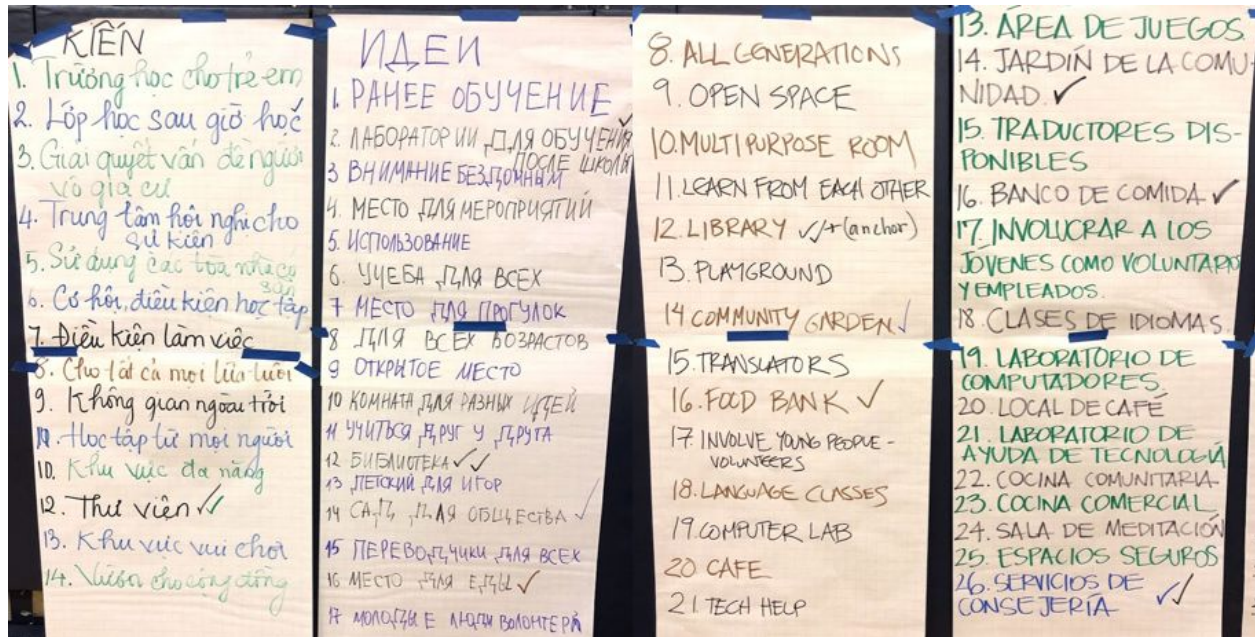 KIẾN
1. Trường học cho trẻ em
2. Lớp học sau giờ học ✓
3. Giải quyết vấn đề người
vô gia cư
4. Trung tâm hội nghị cho
sự kiện
5. Sử dụng các tòa nhà có
sẵn
6. Cơ hội, điều kiện học tập
7. Điều kiện làm việc
8. Cho tất cả mọi lứa tuổi
9. Không gian ngoài trời
10. Học tập từ mọi người
10. Khu vực đa năng
12. Thư viện ✓✓
13. Khu vực vui chơi
14. Vườn cho cộng đồng
ИДЕИ
1. РАНЕЕ ОБУЧЕНИЕ
2. ЛАБОРАТОРИИ ДЛЯ ОБУЧЕНИЯ ✓
ПОСЛЕ ШКОЛЫ
3 ВНИМАНИЕ БЕЗДОМНЫМ
4. МЕСТО ДЛЯ МЕРОПРИЯТИЙ
5. ИСПОЛЬЗОВАНИЕ
6. УЧЕБА ДЛЯ ВСЕХ
7 МЕСТО ДЛЯ ПРОГУЛОК
8 ДЛЯ ВСЕХ ВОЗРАСТОВ
9 ОТКРЫТОЕ МЕСТО
10 КОМНАТА ДЛЯ РАЗНЫХ ИДЕЙ
11 УЧИТЬСЯ ДРУГ У ДРУГА
12 БИБЛИОТЕКА ✓✓
13 ДЕТСКИЙ ДЛЯ ИГОР
14 САД ДЛЯ ОБЩЕСТВА ✓
15 ПЕРЕВОДЧИКИ ДЛЯ ВСЕХ
16 МЕСТО ДЛЯ ЕДЫ ✓
17 МОЛОДЫЕ ЛЮДИ ВОЛОНТЕРЫ
8. ALL GENERATIONS
9. OPEN SPACE
10. MULTIPURPOSE ROOM
11. LEARN FROM EACH OTHER
12. LIBRARY ✓✓+(anchor)
13. PLAYGROUND
14 COMMUNITY GARDEN ✓
15. TRANSLATORS
16. FOOD BANK ✓
17. INVOLVE YOUNG PEOPLE -
VOLUNTEERS
18. LANGUAGE CLASSES
19. COMPUTER LAB
20 CAFE
21 TECH HELP
13. ÁREA DE JUEGOS
14. JARDÍN DE LA COMU-
NIDAD. ✓
15. TRADUCTORES DIS-
PONIBLES
16. BANCO DE COMIDA ✓
17. INVOLUCRAR A LOS
JÓVENES COMO VOLUNTARIO
Y EMPLEADOS.
18. CLASES DE IDIOMAS.
19. LABORATORIO DE
COMPUTADORES.
20. LOCAL DE CAFÉ
21. LABORATORIO DE
AYUDA DE TECNOLOGÍA
22. COCINA COMUNITARIA
23. COCINA COMERCIAL
24. SALA DE MEDITACIÓN
25. ESPACIOS SEGUROS
26. SERVICIOS DE
CONSEJERÍA ✓✓